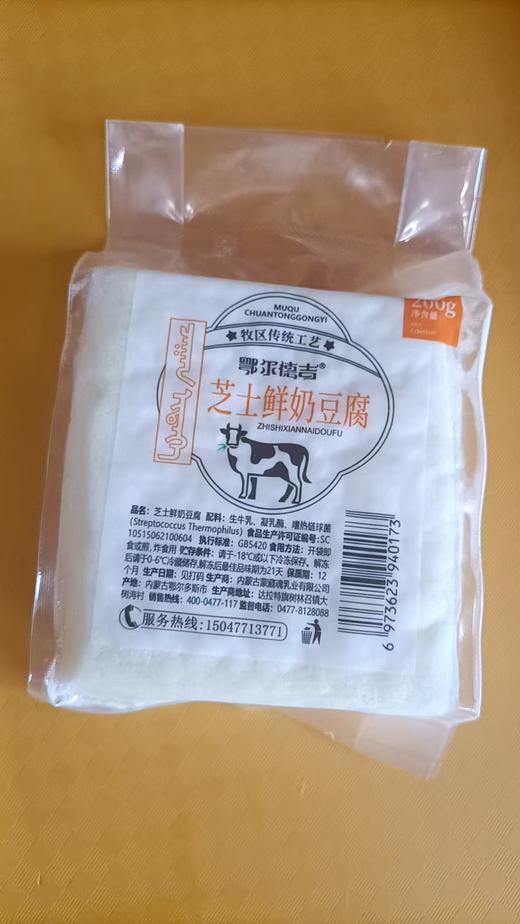 200g
净含量
NET
CONTENT
MUQU
CHUANTONGGONGYI
牧区传统工艺
鄂尔德吉®
芝士鲜奶豆腐
ZHISHIXIANNAIDOUFU
品名：芝士鲜奶豆腐 配料：生牛乳、凝乳酶、嗜热链球菌
（Streptococcus Thermophilus）食品生产许可证编号：SC
10515062100604 执行标准：GB5420 食用方法：开袋即
食或煎，炸食用 贮存条件：请于-18℃或以下冷冻保存。解冻
后请于0-6℃冷藏储存，解冻后最佳品味期为21天 保质期：12
个月 生产日期：见打码 生产商：内蒙古蒙藏魂乳业有限公司
产地：内蒙古鄂尔多斯市 生产商地址：达拉特旗树林召镇大
树湾村 销售热线：400-0477-117 监督电话：0477-8128088
服务热线：15047713771
6 973623 940173